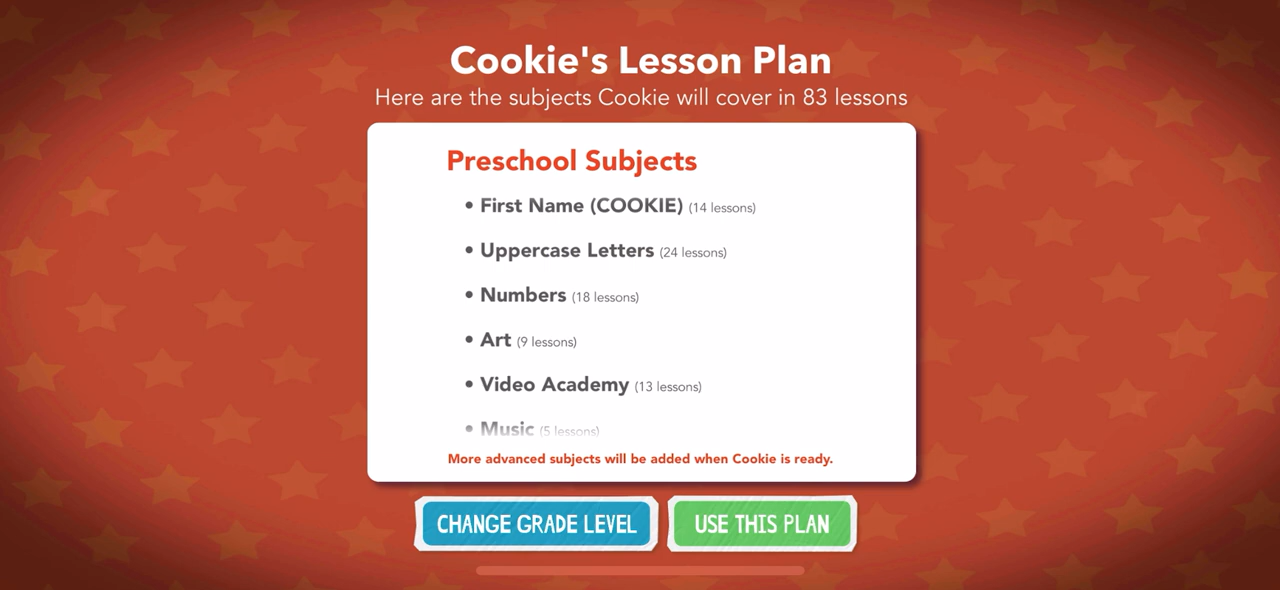 Cookie's Lesson Plan
Here are the subjects Cookie will cover in 83 lessons
Preschool Subjects
• First Name (COOKIE) (14 lessons)
• Uppercase Letters (24 lessons)
• Numbers (18 lessons)
• Art (9 lessons)
• Video Academy (13 lessons)
• Music (5 lessons)
More advanced subjects will be added when Cookie is ready.
CHANGE GRADE LEVEL
USE THIS PLAN